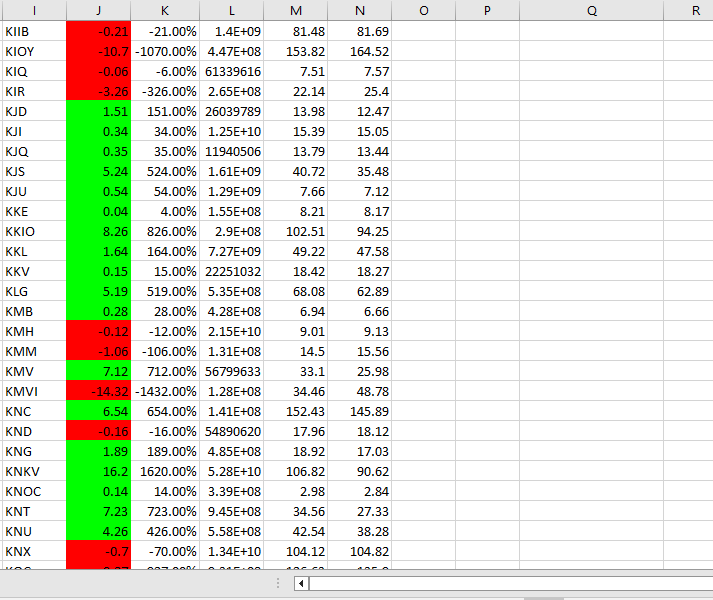 I J K L M N O P Q R
KIIB -0.21 -21.00% 1.4E+09 81.48 81.69
KIOY -10.7 -1070.00% 4.47E+08 153.82 164.52
KIQ -0.06 -6.00% 61339616 7.51 7.57
KIR -3.26 -326.00% 2.65E+08 22.14 25.4
KJD 1.51 151.00% 26039789 13.98 12.47
KJI 0.34 34.00% 1.25E+10 15.39 15.05
KJQ 0.35 35.00% 11940506 13.79 13.44
KJS 5.24 524.00% 1.61E+09 40.72 35.48
KJU 0.54 54.00% 1.29E+09 7.66 7.12
KKE 0.04 4.00% 1.55E+08 8.21 8.17
KKIO 8.26 826.00% 2.9E+08 102.51 94.25
KKL 1.64 164.00% 7.27E+09 49.22 47.58
KKV 0.15 15.00% 22251032 18.42 18.27
KLG 5.19 519.00% 5.35E+08 68.08 62.89
KMB 0.28 28.00% 4.28E+08 6.94 6.66
KMH -0.12 -12.00% 2.15E+10 9.01 9.13
KMM -1.06 -106.00% 1.31E+08 14.5 15.56
KMV 7.12 712.00% 56799633 33.1 25.98
KMVI -14.32 -1432.00% 1.28E+08 34.46 48.78
KNC 6.54 654.00% 1.41E+08 152.43 145.89
KND -0.16 -16.00% 54890620 17.96 18.12
KNG 1.89 189.00% 4.85E+08 18.92 17.03
KNKV 16.2 1620.00% 5.28E+10 106.82 90.62
KNOC 0.14 14.00% 3.39E+08 2.98 2.84
KNT 7.23 723.00% 9.45E+08 34.56 27.33
KNU 4.26 426.00% 5.58E+08 42.54 38.28
KNX -0.7 -70.00% 1.34E+10 104.12 104.82